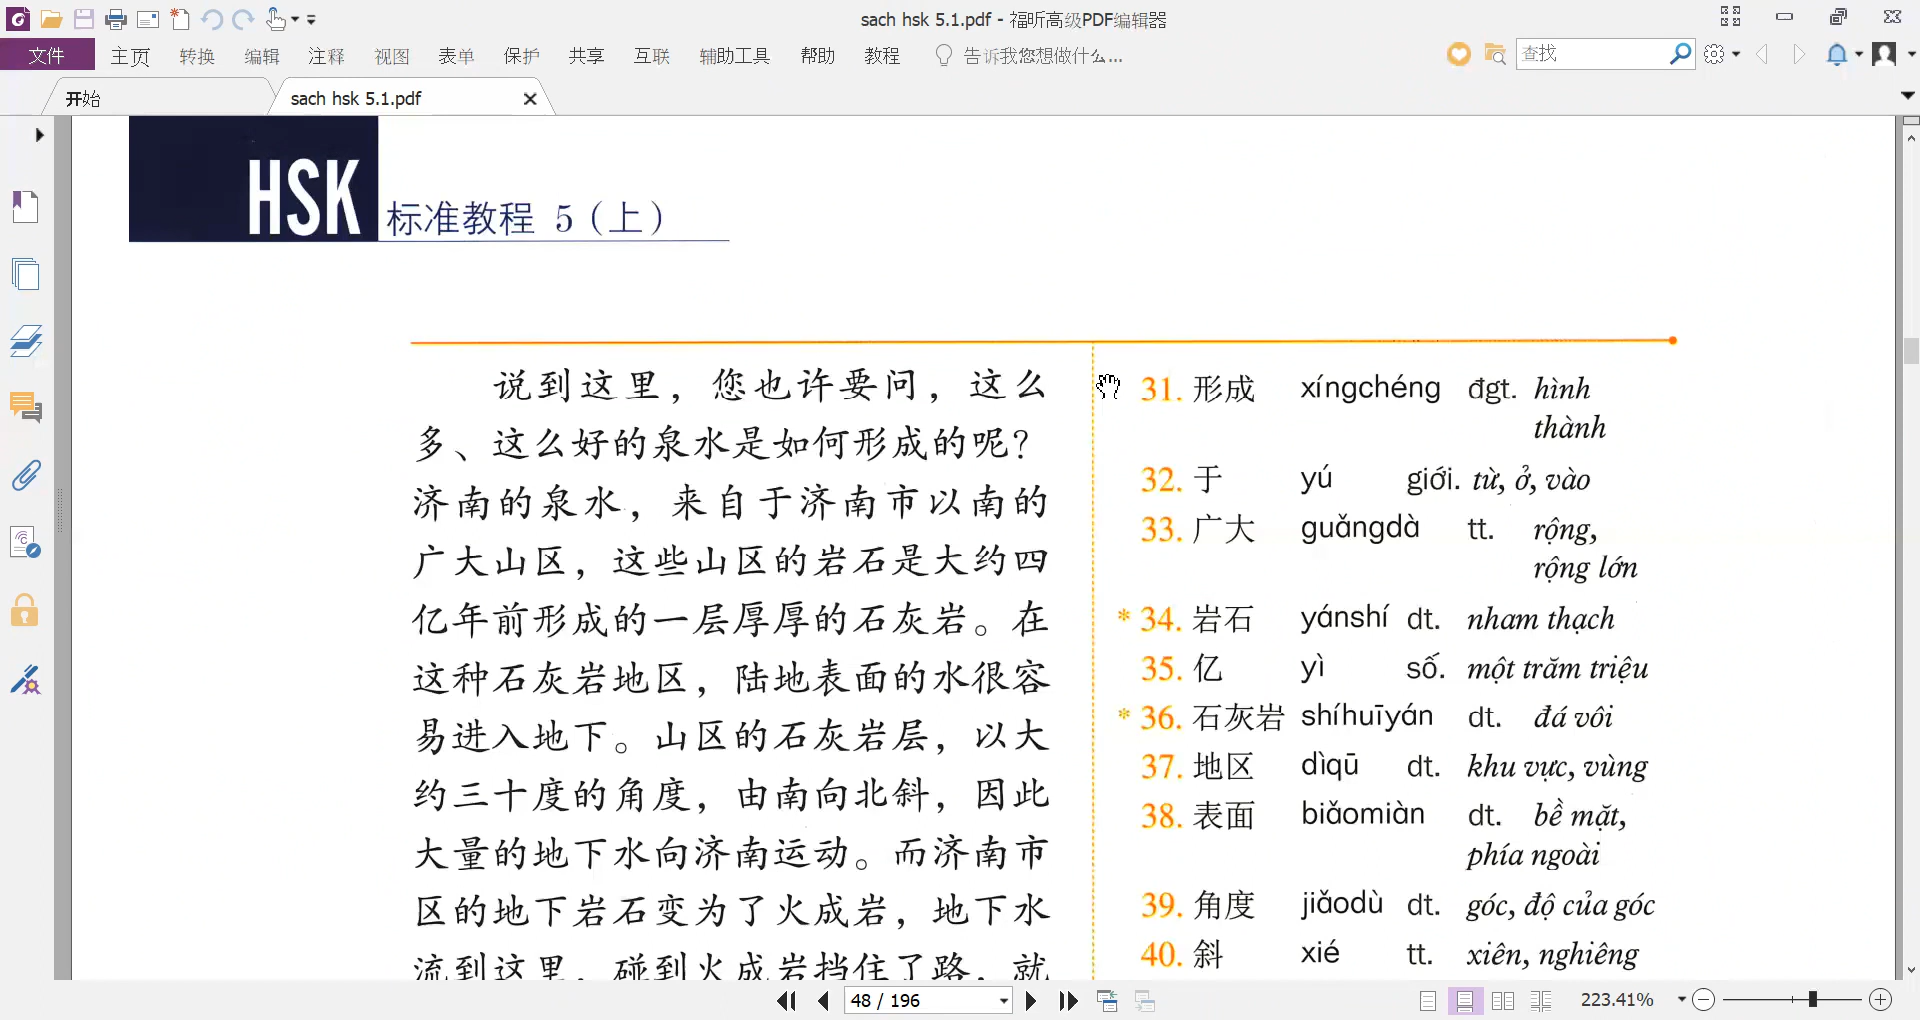 sach hsk 5.1.pdf - 福昕高级PDF编辑器
文件 主页 转换 编辑 注释 视图 表单 保护 共享 互联 辅助工具 帮助 教程 告诉我您想做什么... 查找
开始 sach hsk 5.1.pdf
HSK 标准教程 5（上）
说到这里，您也许要问，这么
多、这么好的泉水是如何形成的呢？
济南的泉水，来自于济南市以南的
广大山区，这些山区的岩石是大约四
亿年前形成的一层厚厚的石灰岩。在
这种石灰岩地区，陆地表面的水很容
易进入地下。山区的石灰岩层，以大
约三十度的角度，由南向北斜，因此
大量的地下水向济南运动。而济南市
区的地下岩石变为了火成岩，地下水
流到这里，碰到火成岩挡住了路，就
31. 形成 xíngchéng đgt. hình
thành
32. 于 yú giới. từ, ở, vào
33. 广大 guǎngdà tt. rộng,
rộng lớn
* 34. 岩石 yánshí dt. nham thạch
35. 亿 yì số. một trăm triệu
* 36. 石灰岩 shíhuīyán dt. đá vôi
37. 地区 dìqū dt. khu vực, vùng
38. 表面 biǎomiàn dt. bề mặt,
phía ngoài
39. 角度 jiǎodù dt. góc, độ của góc
40. 斜 xié tt. xiên, nghiêng
48 / 196
223.41%